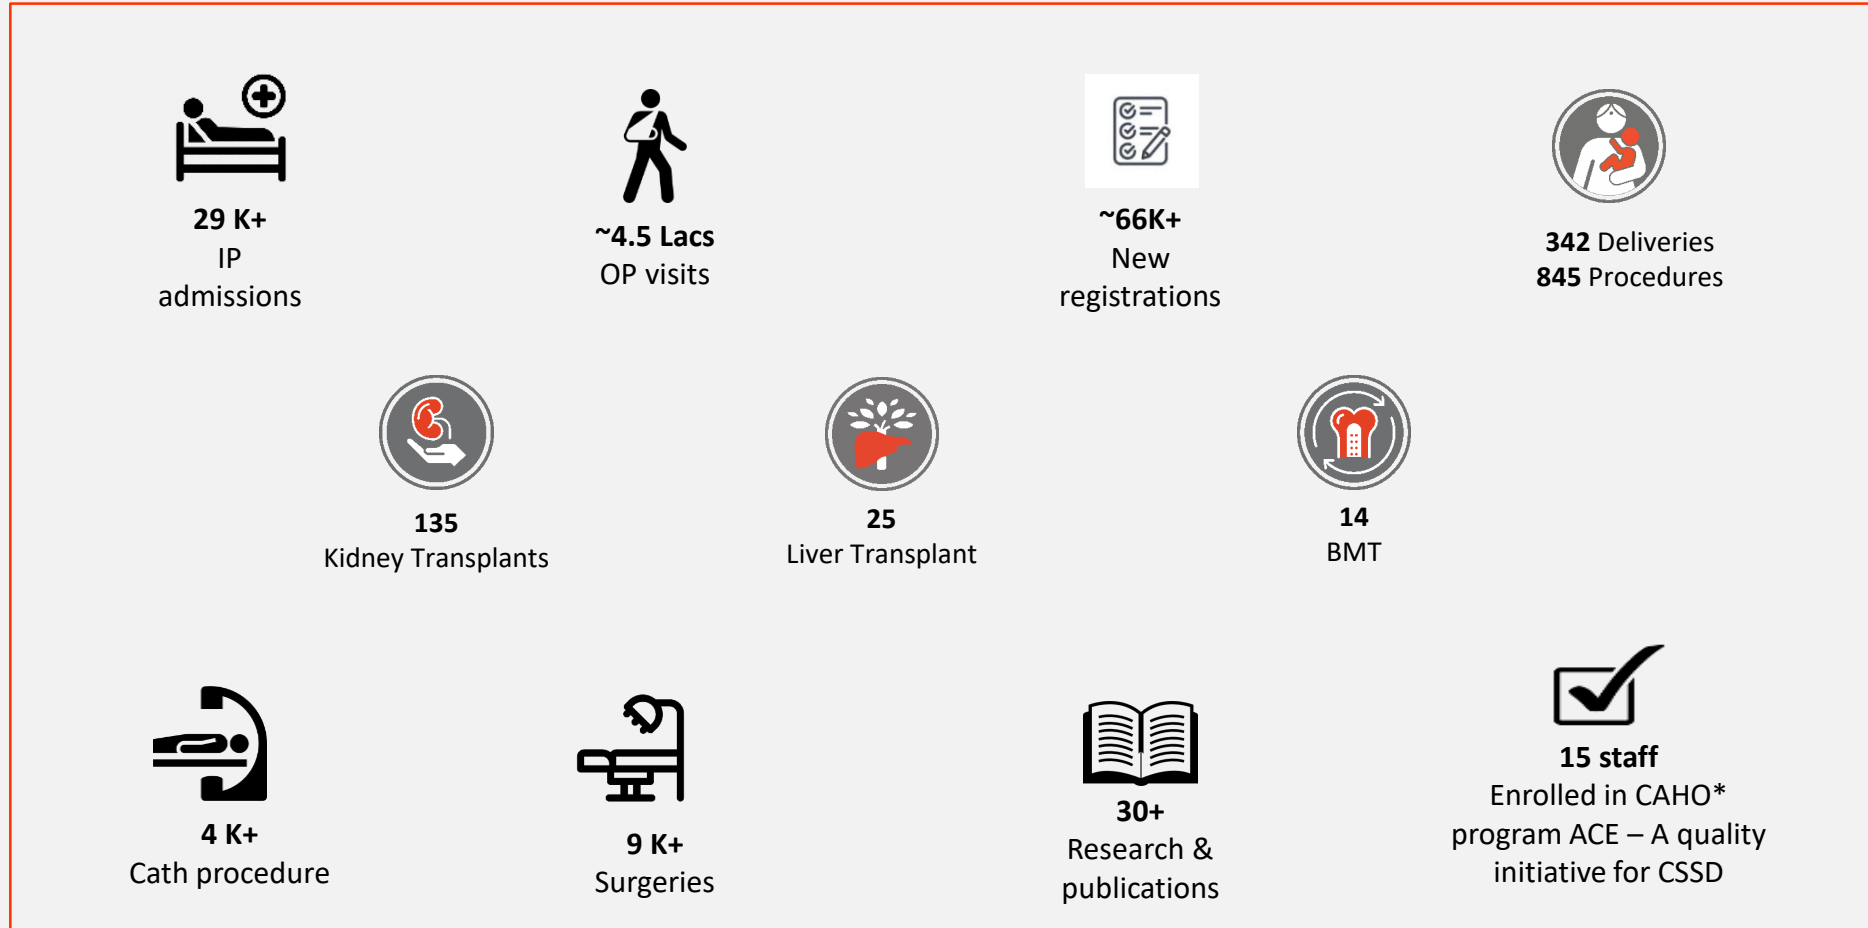 29 K+
IP
admissions
~4.5 Lacs
OP visits
~66K+
New
registrations
342 Deliveries
845 Procedures
135
Kidney Transplants
25
Liver Transplant
14
BMT
4 K+
Cath procedure
9 K+
Surgeries
30+
Research &
publications
15 staff
Enrolled in CAHO*
program ACE – A quality
initiative for CSSD